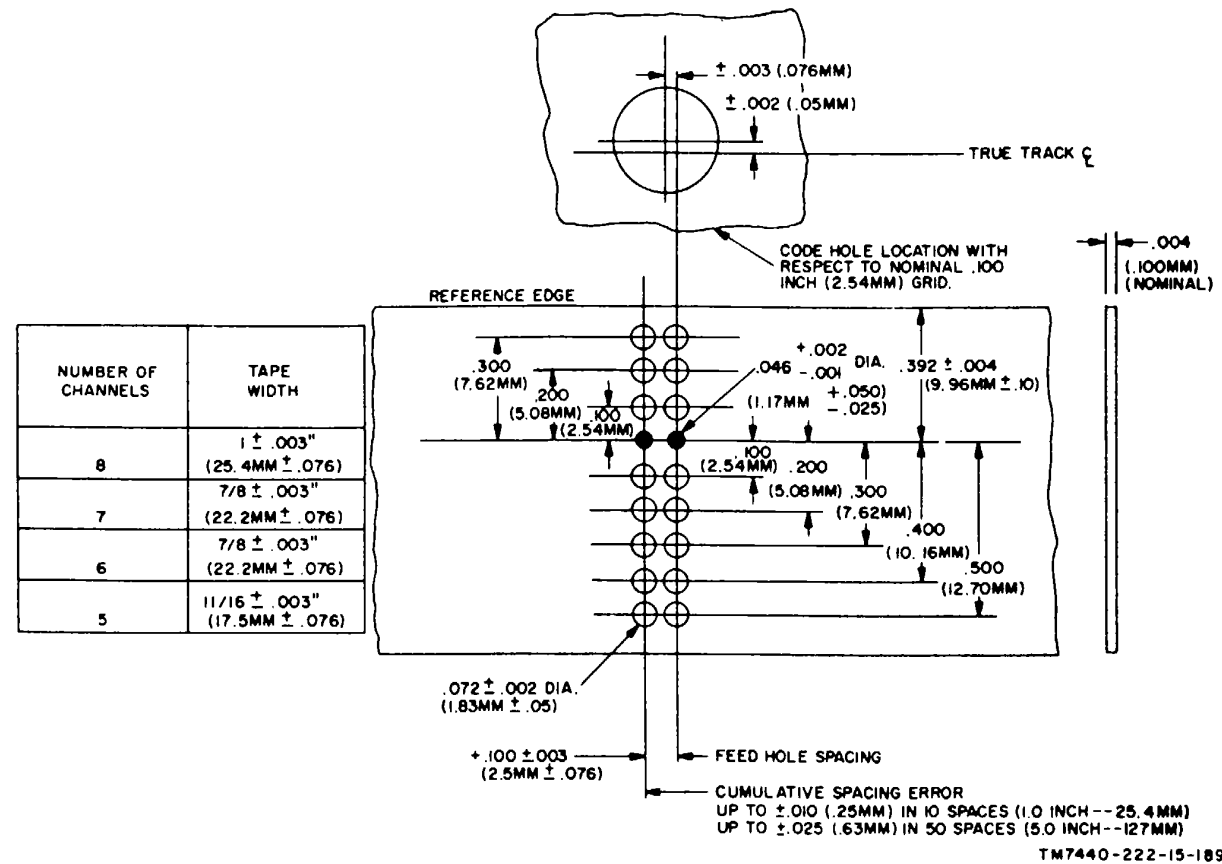 ± .003 (.076MM)
± .002 (.05MM)
TRUE TRACK ℄
CODE HOLE LOCATION WITH
RESPECT TO NOMINAL .100
INCH (2.54MM) GRID.
.004
(.100MM)
(NOMINAL)
REFERENCE EDGE
NUMBER OF
CHANNELS
TAPE
WIDTH
8
1 ± .003"
(25.4MM ± .076)
7
7/8 ± .003"
(22.2MM ± .076)
6
7/8 ± .003"
(22.2MM ± .076)
5
11/16 ± .003"
(17.5MM ± .076)
.300
(7.62MM)
.200
(5.08MM)
.100
(2.54MM)
.046 +.002 -.001 DIA.
(1.17MM +.050) -.025)
.392 ± .004
(9.96MM ± .10)
.100
(2.54MM)
.200
(5.08MM)
.300
(7.62MM)
.400
(10.16MM)
.500
(12.70MM)
.072 ± .002 DIA.
(1.83MM ± .05)
+.100 ±.003
(2.5MM ± .076)
FEED HOLE SPACING
CUMULATIVE SPACING ERROR
UP TO ±.010 (.25MM) IN 10 SPACES (1.0 INCH--25.4MM)
UP TO ±.025 (.63MM) IN 50 SPACES (5.0 INCH--127MM)
TM7440-222-15-189